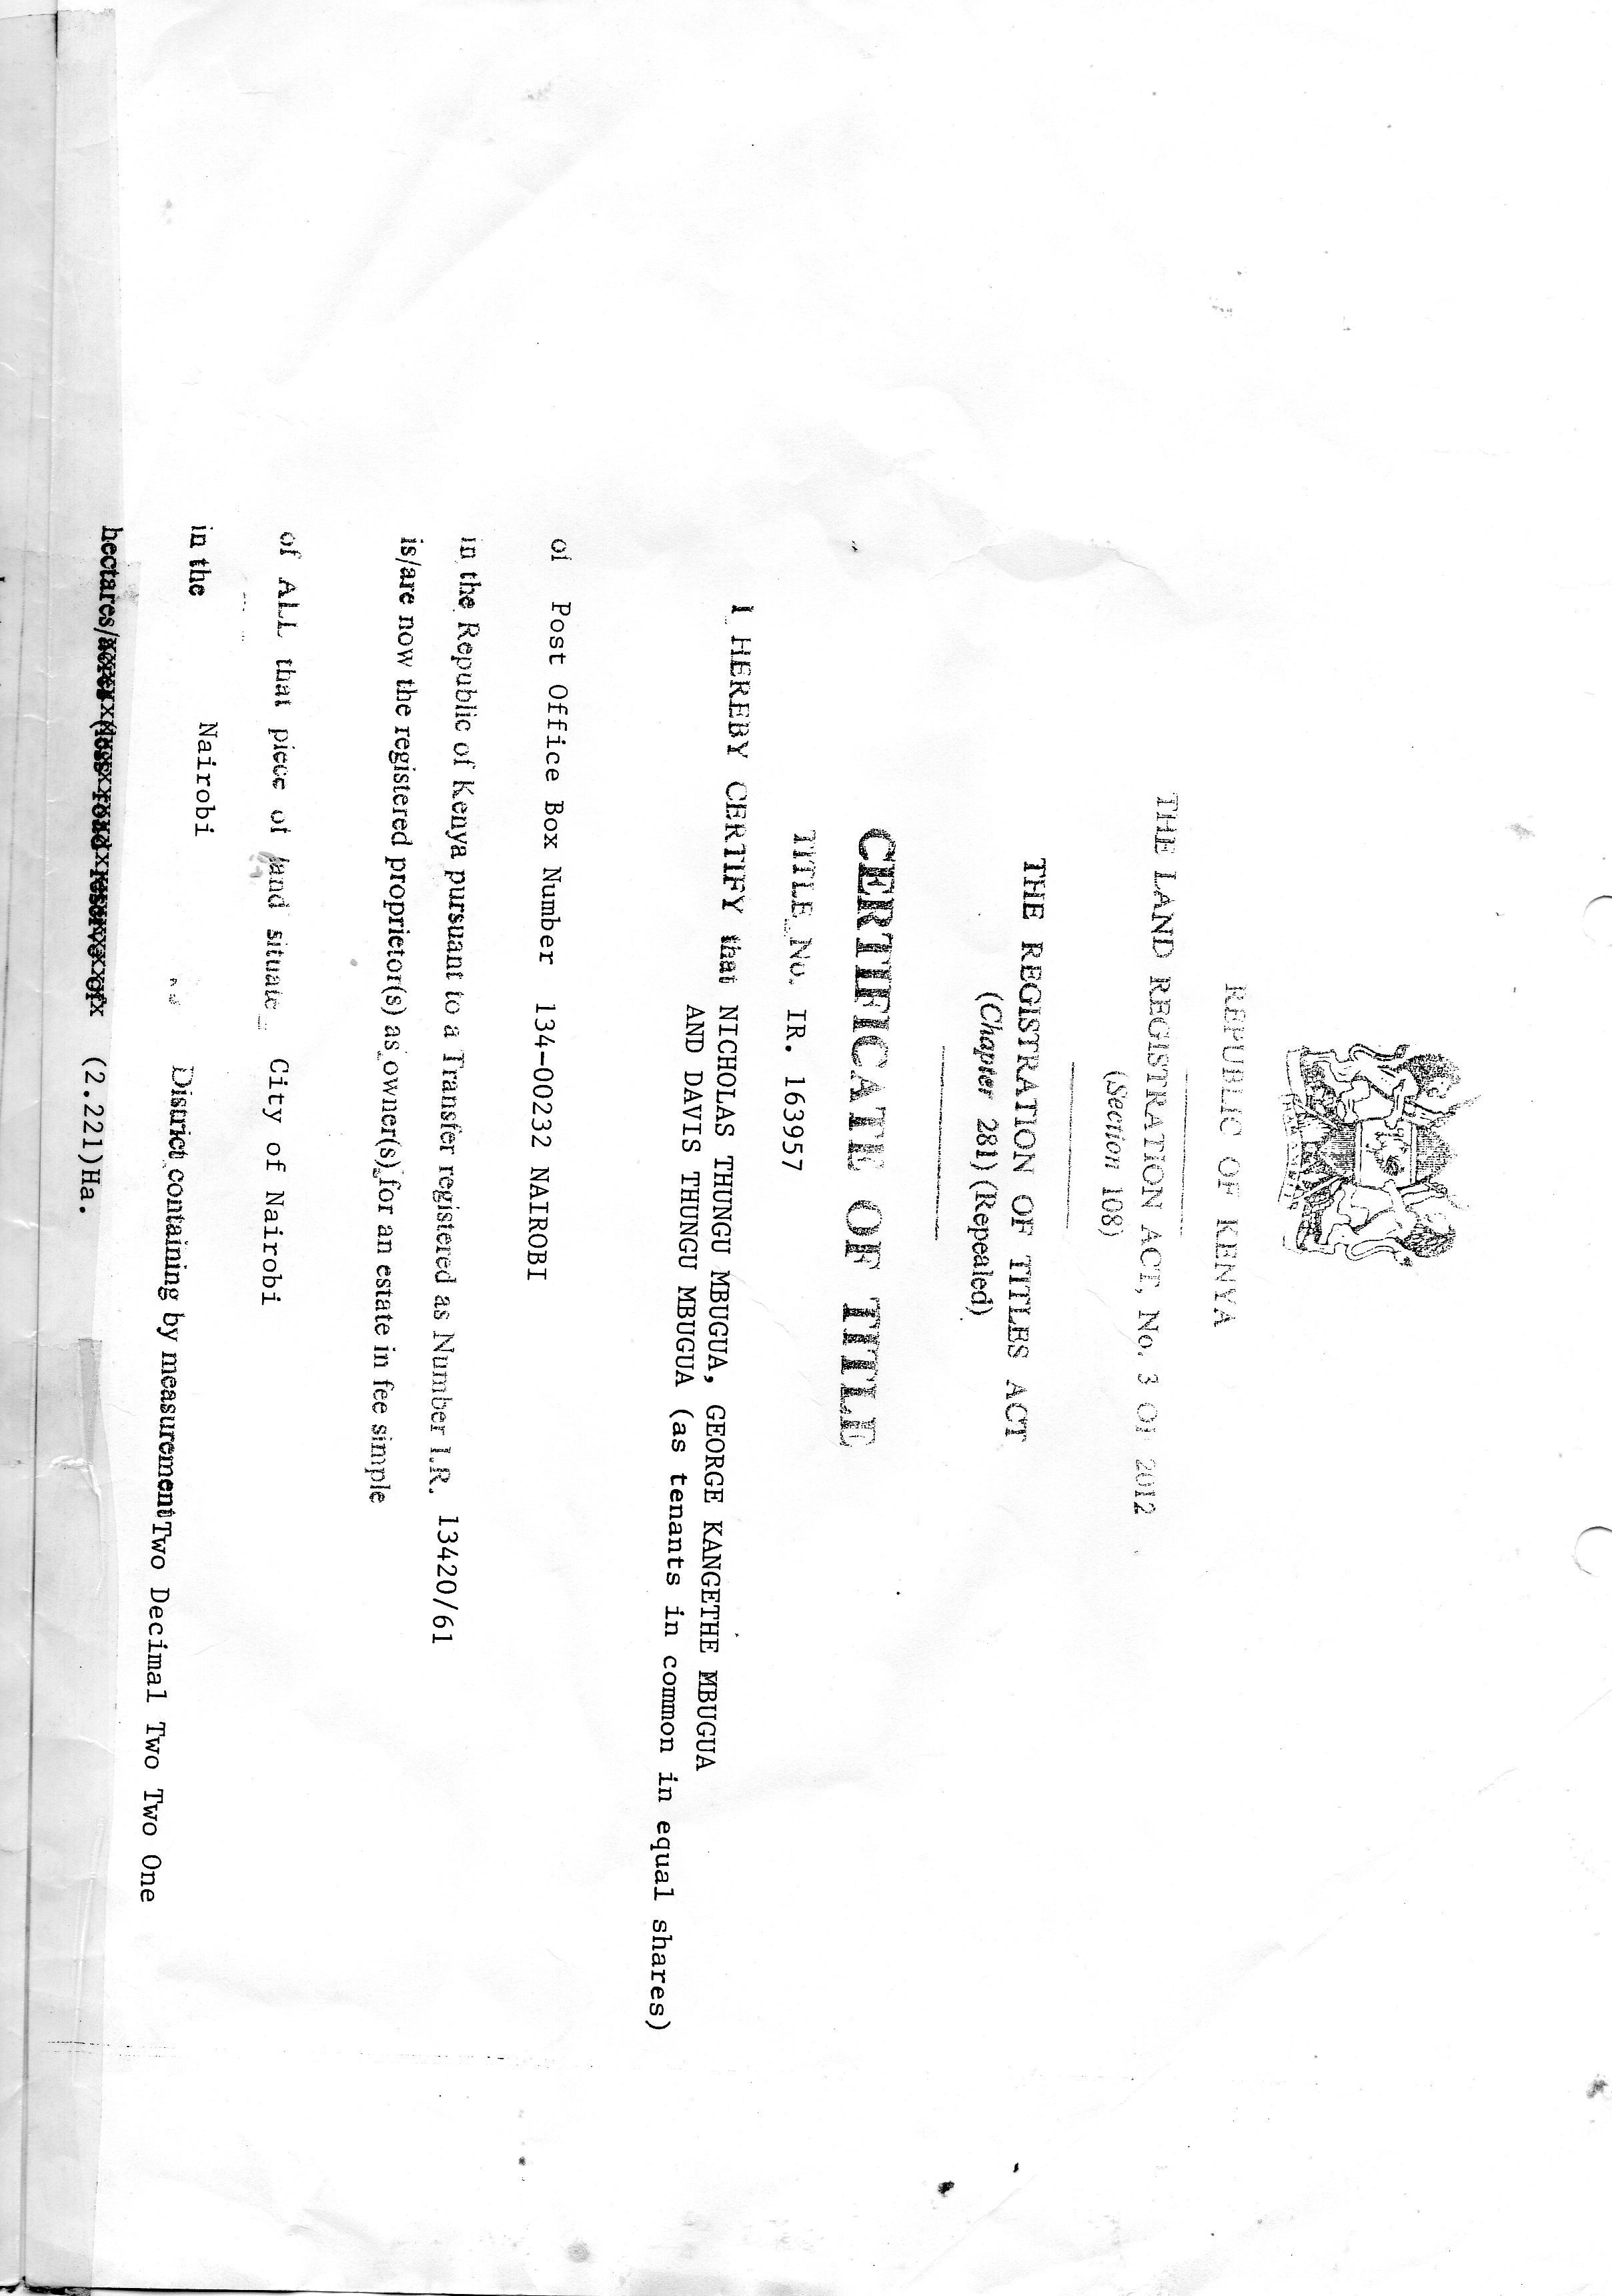 HARAMBEE
REPUBLIC OF KENYA
THE LAND REGISTRATION ACT, No. 3 OF 2012
(Section 108)
THE REGISTRATION OF TITLES ACT
(Chapter 281) (Repealed)
CERTIFICATE OF TITLE
TITLE No. IR. 163957
I HEREBY CERTIFY that NICHOLAS THUNGU MBUGUA, GEORGE KANGETHE MBUGUA
AND DAVIS THUNGU MBUGUA (as tenants in common in equal shares)
of Post Office Box Number 134-00232 NAIROBI
in the Republic of Kenya pursuant to a Transfer registered as Number I.R. 13420/61
is/are now the registered proprietor(s) as owner(s) for an estate in fee simple
of ALL that piece of land situate City of Nairobi
in the Nairobi District containing by measurement Two Decimal Two Two One
hectares/acres (less road reserve of (2.221)Ha.